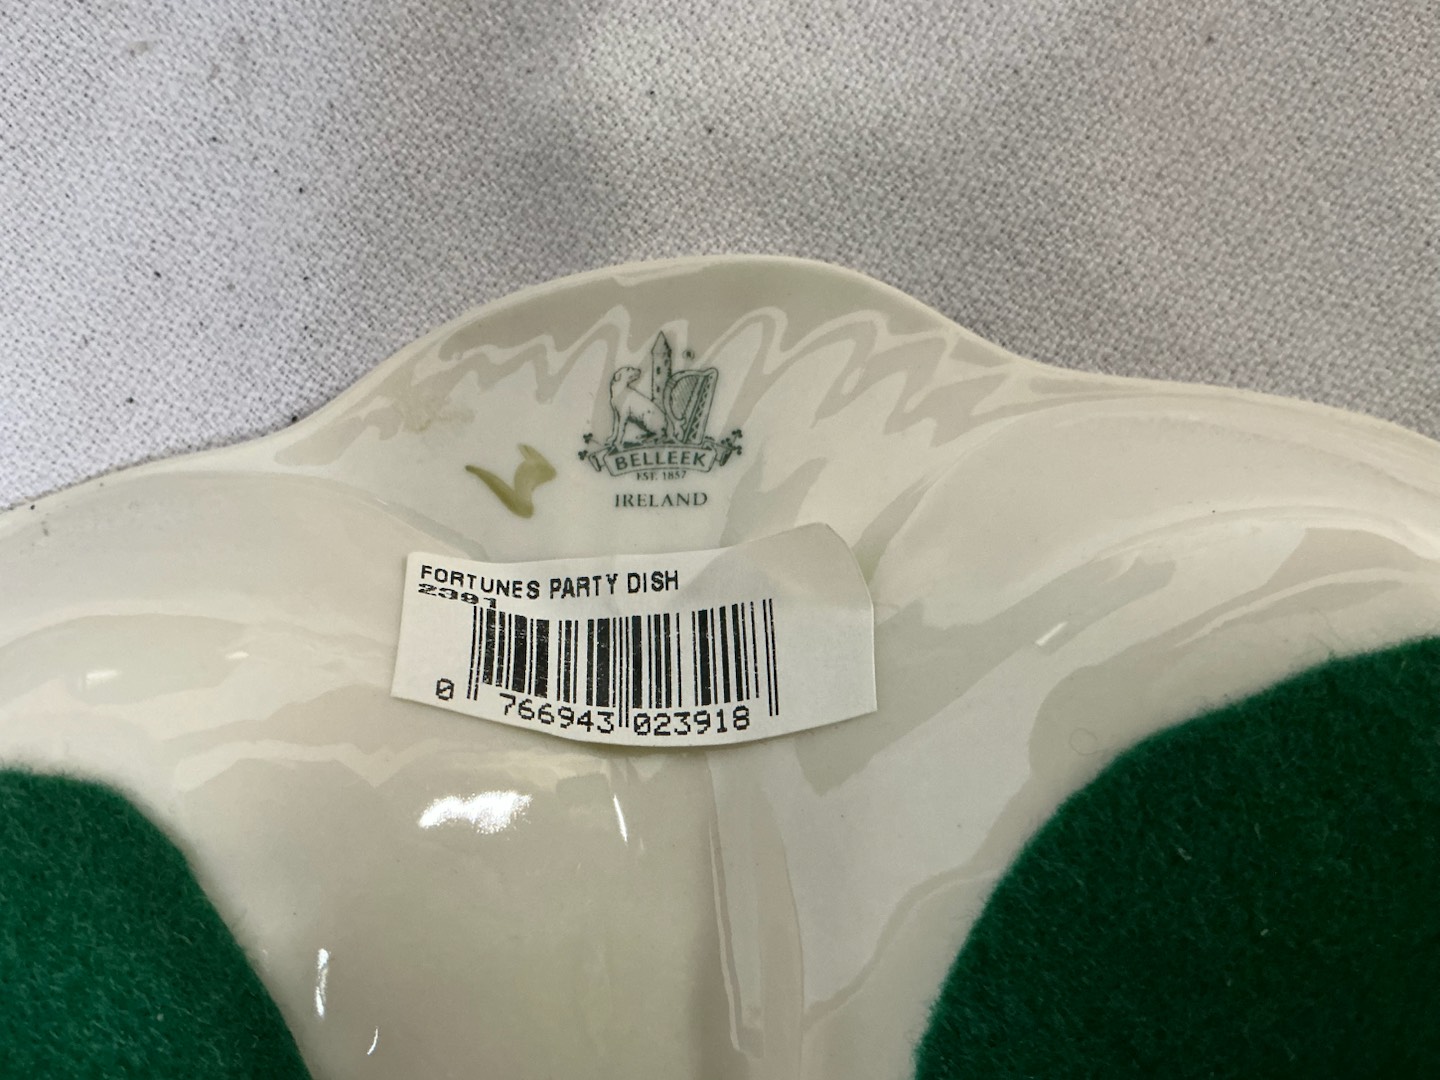 ®
BELLEEK
EST. 1857
IRELAND
FORTUNES PARTY DISH
2391
0 766943 023918